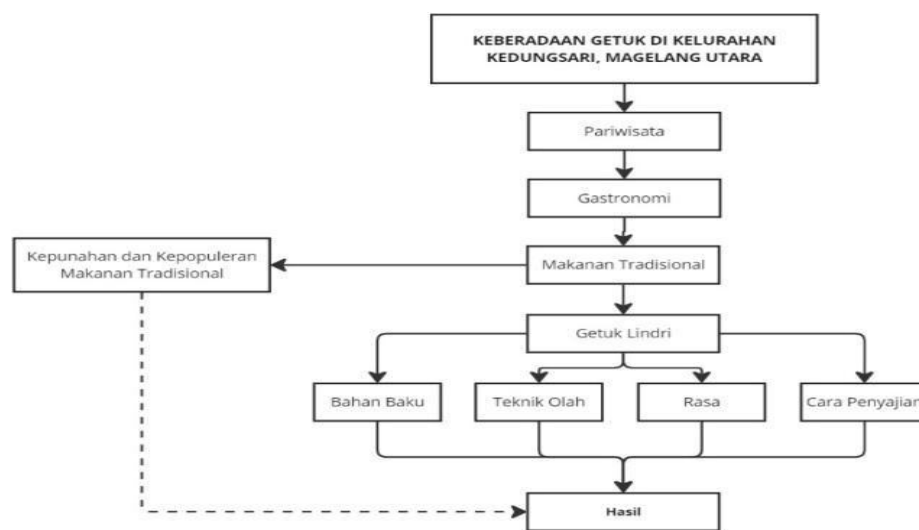 KEBERADAAN GETUK DI KELURAHAN
KEDUNGSARI, MAGELANG UTARA
Pariwisata
Gastronomi
Kepunahan dan Kepopuleran
Makanan Tradisional
Makanan Tradisional
Getuk Lindri
Bahan Baku
Teknik Olah
Rasa
Cara Penyajian
Hasil